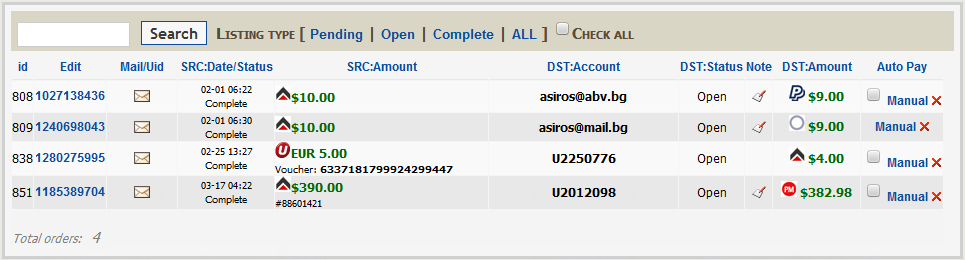 Search Listing type [ Pending | Open | Complete | ALL ] Check all
id Edit Mail/Uid SRC:Date/Status SRC:Amount DST:Account DST:Status Note DST:Amount Auto Pay
808 1027138436 02-01 06:22 Complete $10.00 asiros@abv.bg Open $9.00 Manual
809 1240698043 02-01 06:30 Complete $10.00 asiros@mail.bg Open $9.00 Manual
838 1280275995 02-25 13:27 Complete U EUR 5.00 U2250776 Open $4.00 Manual
Voucher: 6337181799924299447
851 1185389704 03-17 04:22 Complete $390.00 U2012098 Open PM $382.98 Manual
#88601421
Total orders: 4